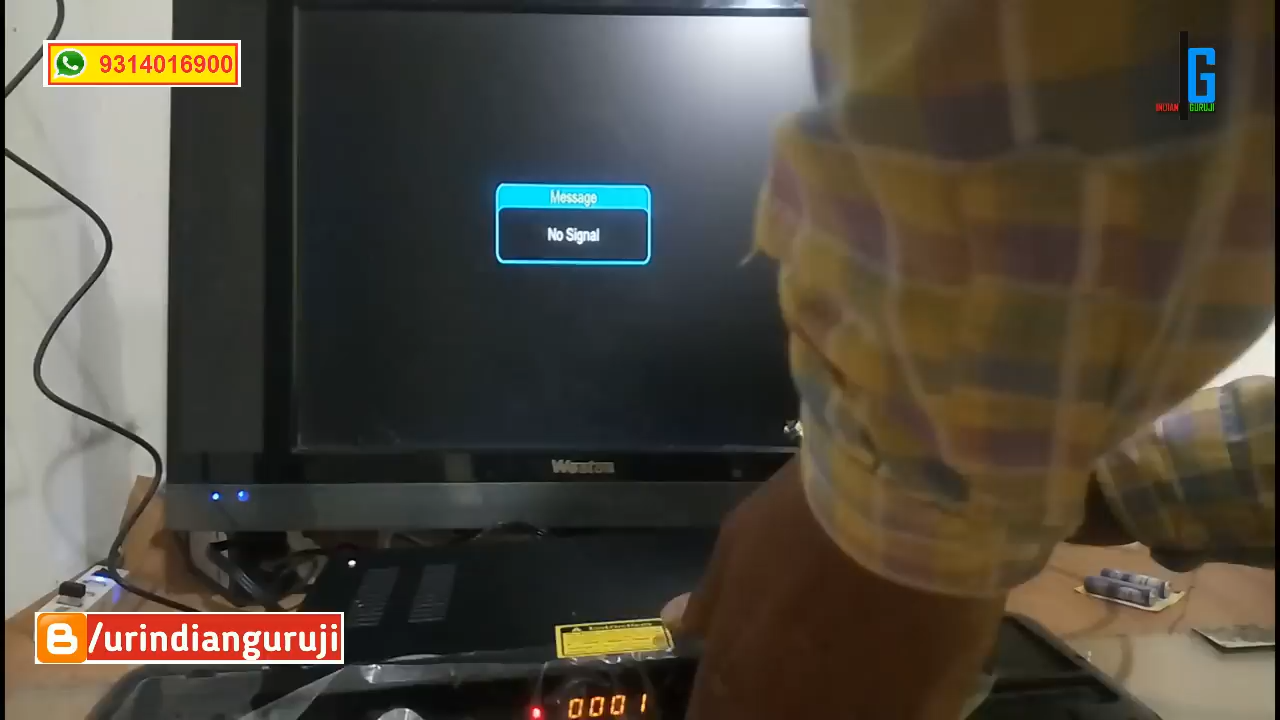 9314016900
G
INDIAN GURUJI
Message
No Signal
Weston
/urindianguruji
0001